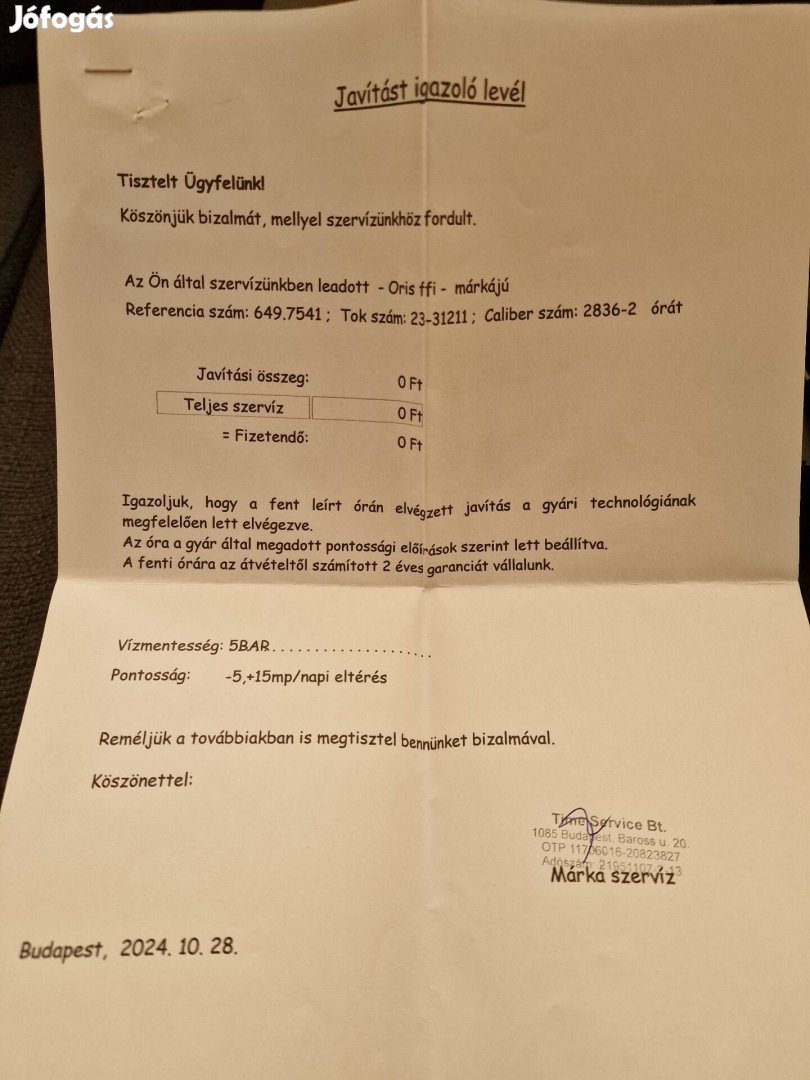 Jófogás
Javítást igazoló levél
Tisztelt Ügyfelünk!
Köszönjük bizalmát, mellyel szervízünkhöz fordult.
Az Ön által szervízünkben leadott - Oris ffi - márkájú
Referencia szám: 649.7541 ; Tok szám: 23-31211 ; Caliber szám: 2836-2 órát
Javítási összeg: 0 Ft
Teljes szervíz 0 Ft
= Fizetendő: 0 Ft
Igazoljuk, hogy a fent leírt órán elvégzett javítás a gyári technológiának
megfelelően lett elvégezve.
Az óra a gyár által megadott pontossági előírások szerint lett beállítva.
A fenti órára az átvételtől számított 2 éves garanciát vállalunk.
Vízmentesség: 5BAR.....................
Pontosság: -5,+15mp/napi eltérés
Reméljük a továbbiakban is megtisztel bennünket bizalmával.
Köszönettel:
Time Service Bt.
1085 Budapest, Baross u. 20.
OTP 11706016-20823827
Adószám:
Márka szervíz
Budapest, 2024. 10. 28.